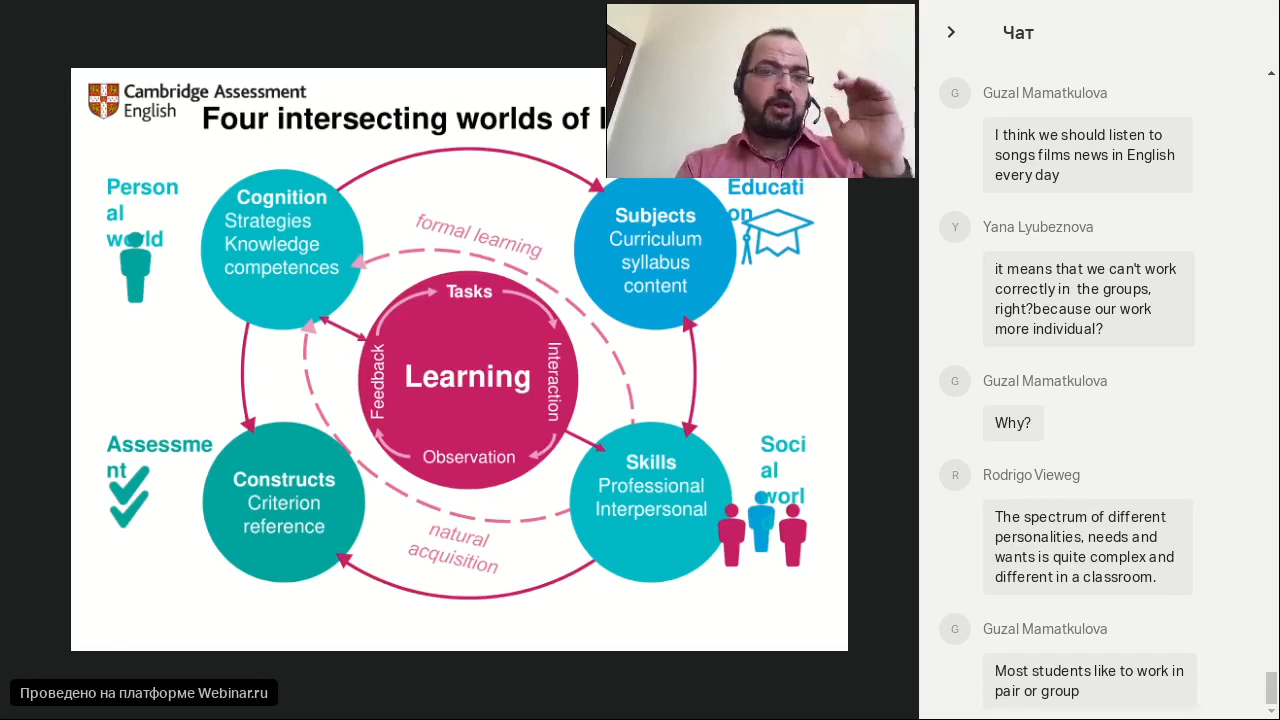 Cambridge Assessment
English
Four intersecting worlds of l
Person
al
world
Cognition
Strategies
Knowledge
competences
formal learning
Subjects
Curriculum
syllabus
content
Educati
on
Tasks
Interaction
Observation
Feedback
Learning
Assessme
nt
Constructs
Criterion
reference
natural
acquisition
Skills
Professional
Interpersonal
Soci
al
worl
Проведено на платформе Webinar.ru
Чат
G
Guzal Mamatkulova
I think we should listen to
songs films news in English
every day
Y
Yana Lyubeznova
it means that we can't work
correctly in the groups,
right?because our work
more individual?
G
Guzal Mamatkulova
Why?
R
Rodrigo Vieweg
The spectrum of different
personalities, needs and
wants is quite complex and
different in a classroom.
G
Guzal Mamatkulova
Most students like to work in
pair or group